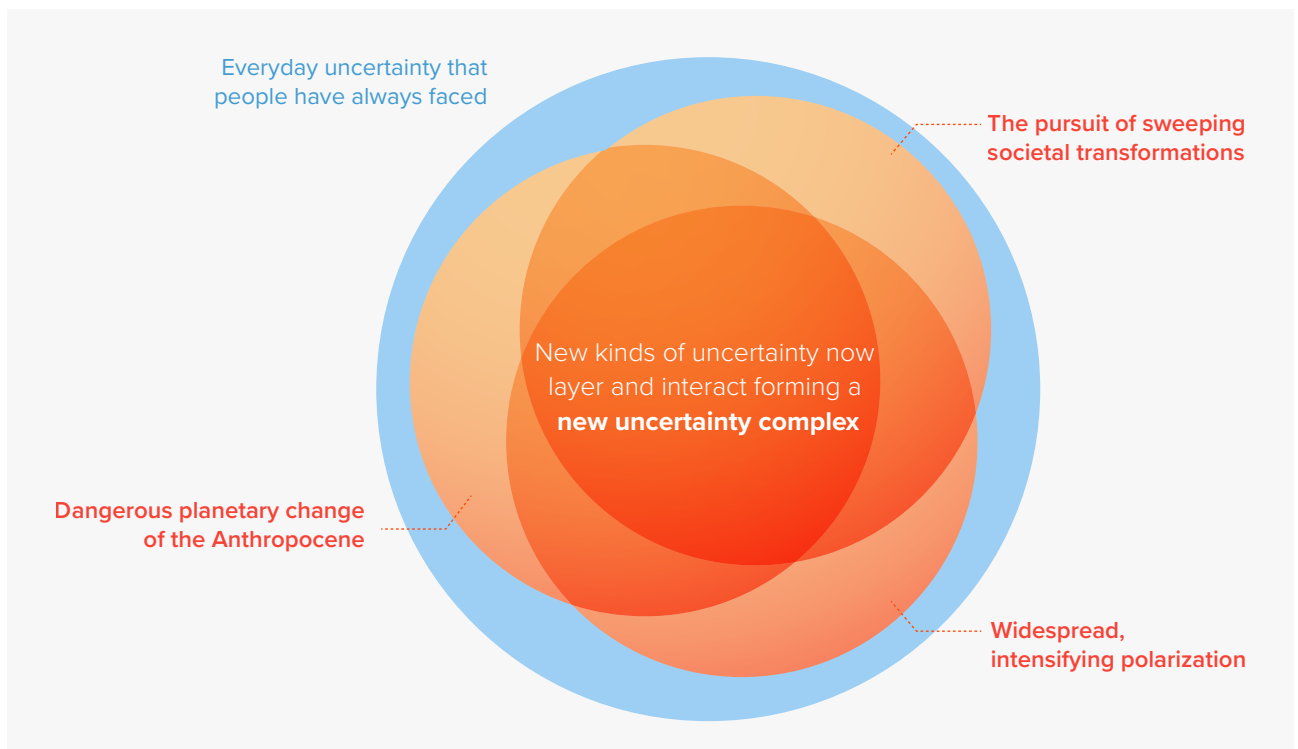 Everyday uncertainty that
people have always faced
The pursuit of sweeping
societal transformations
New kinds of uncertainty now
layer and interact forming a
new uncertainty complex
Dangerous planetary change
of the Anthropocene
Widespread,
intensifying polarization